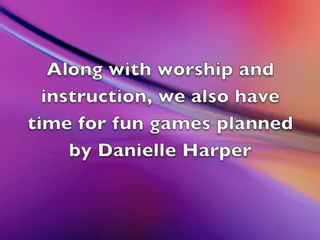 Along with worship and
instruction, we also have
time for fun games planned
by Danielle Harper